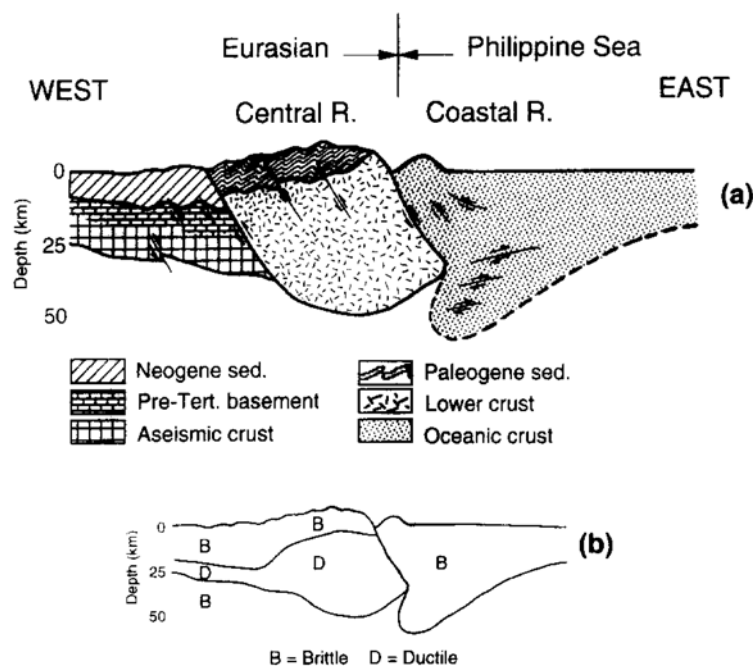 Eurasian
Philippine Sea
WEST
EAST
Central R.
Coastal R.
(a)
Depth (km)
0
25
50
Neogene sed.
Paleogene sed.
Pre-Tert. basement
Lower crust
Aseismic crust
Oceanic crust
(b)
Depth (km)
0
25
50
B
B
D
D
B
B
B = Brittle D = Ductile